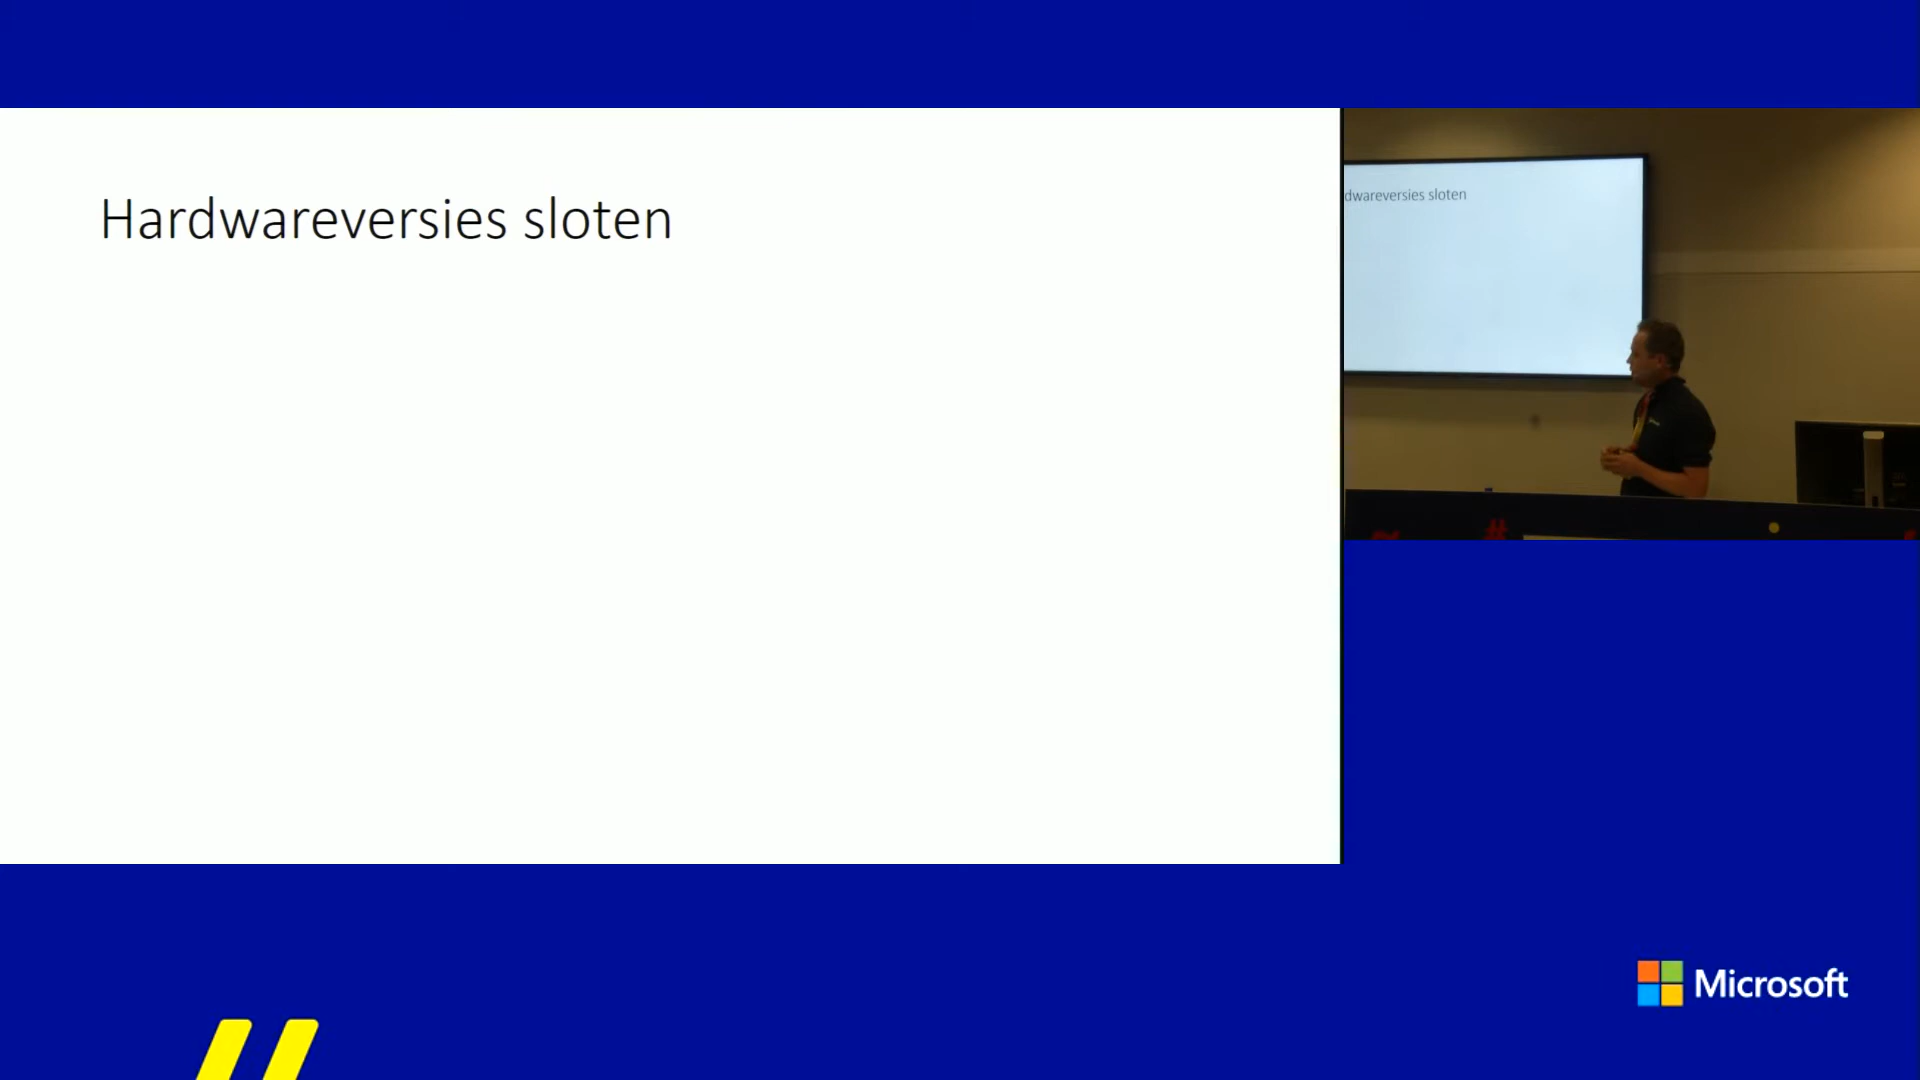 Hardwareversies sloten
dwareversies sloten
#
Microsoft